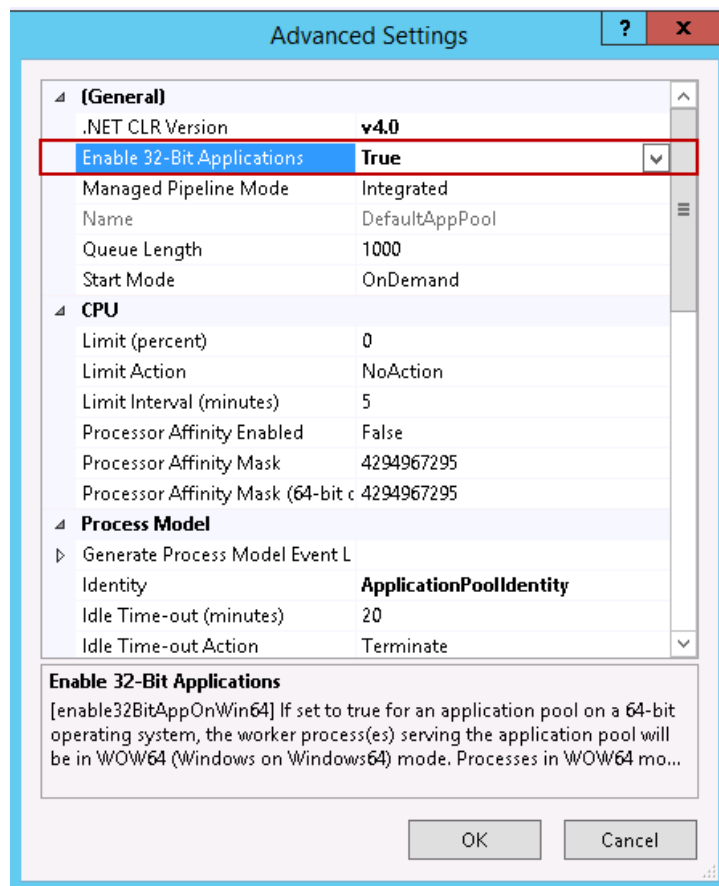 Advanced Settings
? x
(General)
.NET CLR Version v4.0
Enable 32-Bit Applications True
Managed Pipeline Mode Integrated
Name DefaultAppPool
Queue Length 1000
Start Mode OnDemand
CPU
Limit (percent) 0
Limit Action NoAction
Limit Interval (minutes) 5
Processor Affinity Enabled False
Processor Affinity Mask 4294967295
Processor Affinity Mask (64-bit c 4294967295
Process Model
Generate Process Model Event L
Identity ApplicationPoolIdentity
Idle Time-out (minutes) 20
Idle Time-out Action Terminate
Enable 32-Bit Applications
[enable32BitAppOnWin64] If set to true for an application pool on a 64-bit
operating system, the worker process(es) serving the application pool will
be in WOW64 (Windows on Windows64) mode. Processes in WOW64 mo...
OK Cancel